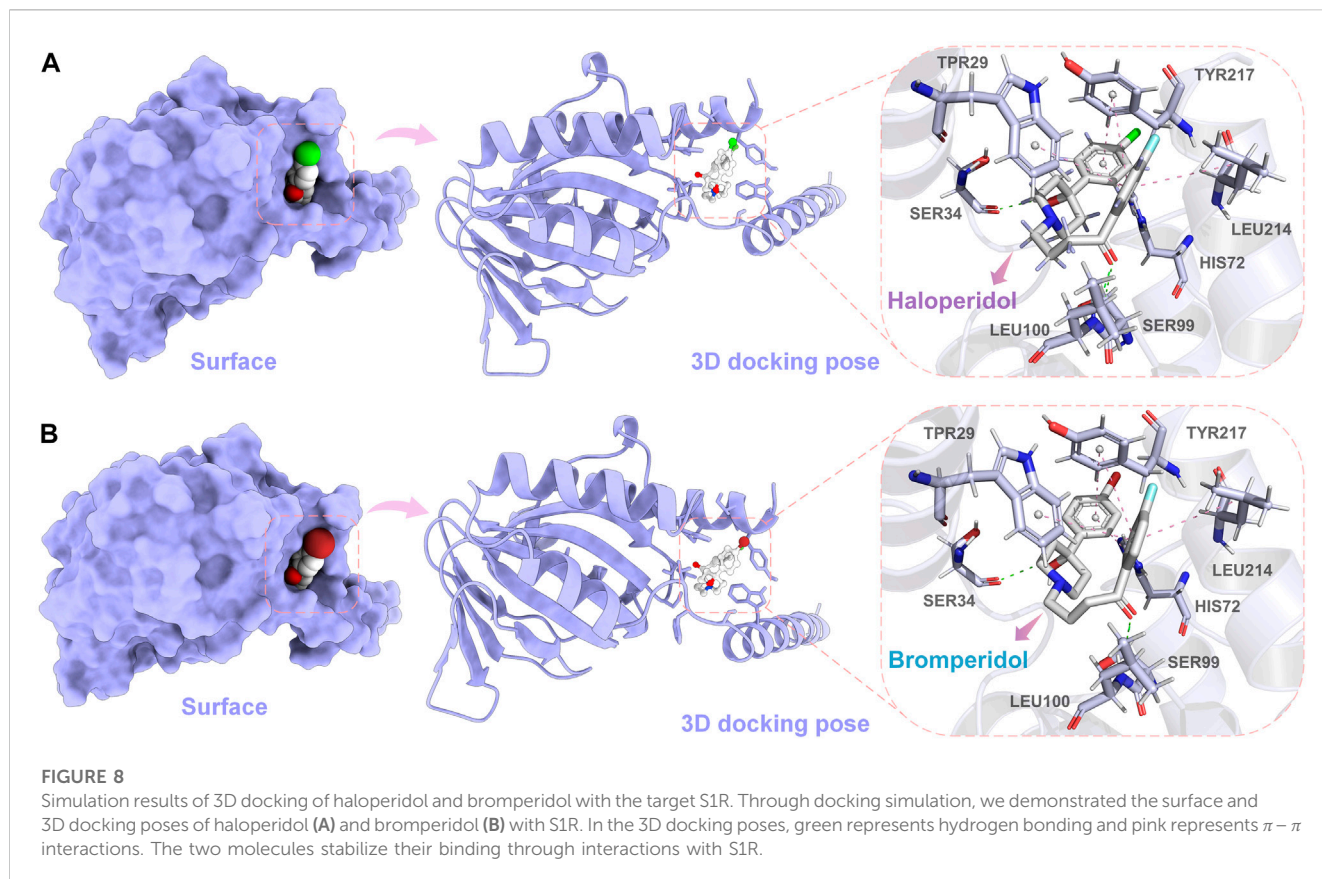 A
TPR29
TYR217
SER34
LEU214
HIS72
Haloperidol
LEU100
SER99
Surface
3D docking pose
B
TPR29
TYR217
SER34
LEU214
HIS72
Bromperidol
SER99
LEU100
Surface
3D docking pose
FIGURE 8
Simulation results of 3D docking of haloperidol and bromperidol with the target S1R. Through docking simulation, we demonstrated the surface and
3D docking poses of haloperidol (A) and bromperidol (B) with S1R. In the 3D docking poses, green represents hydrogen bonding and pink represents π – π
interactions. The two molecules stabilize their binding through interactions with S1R.